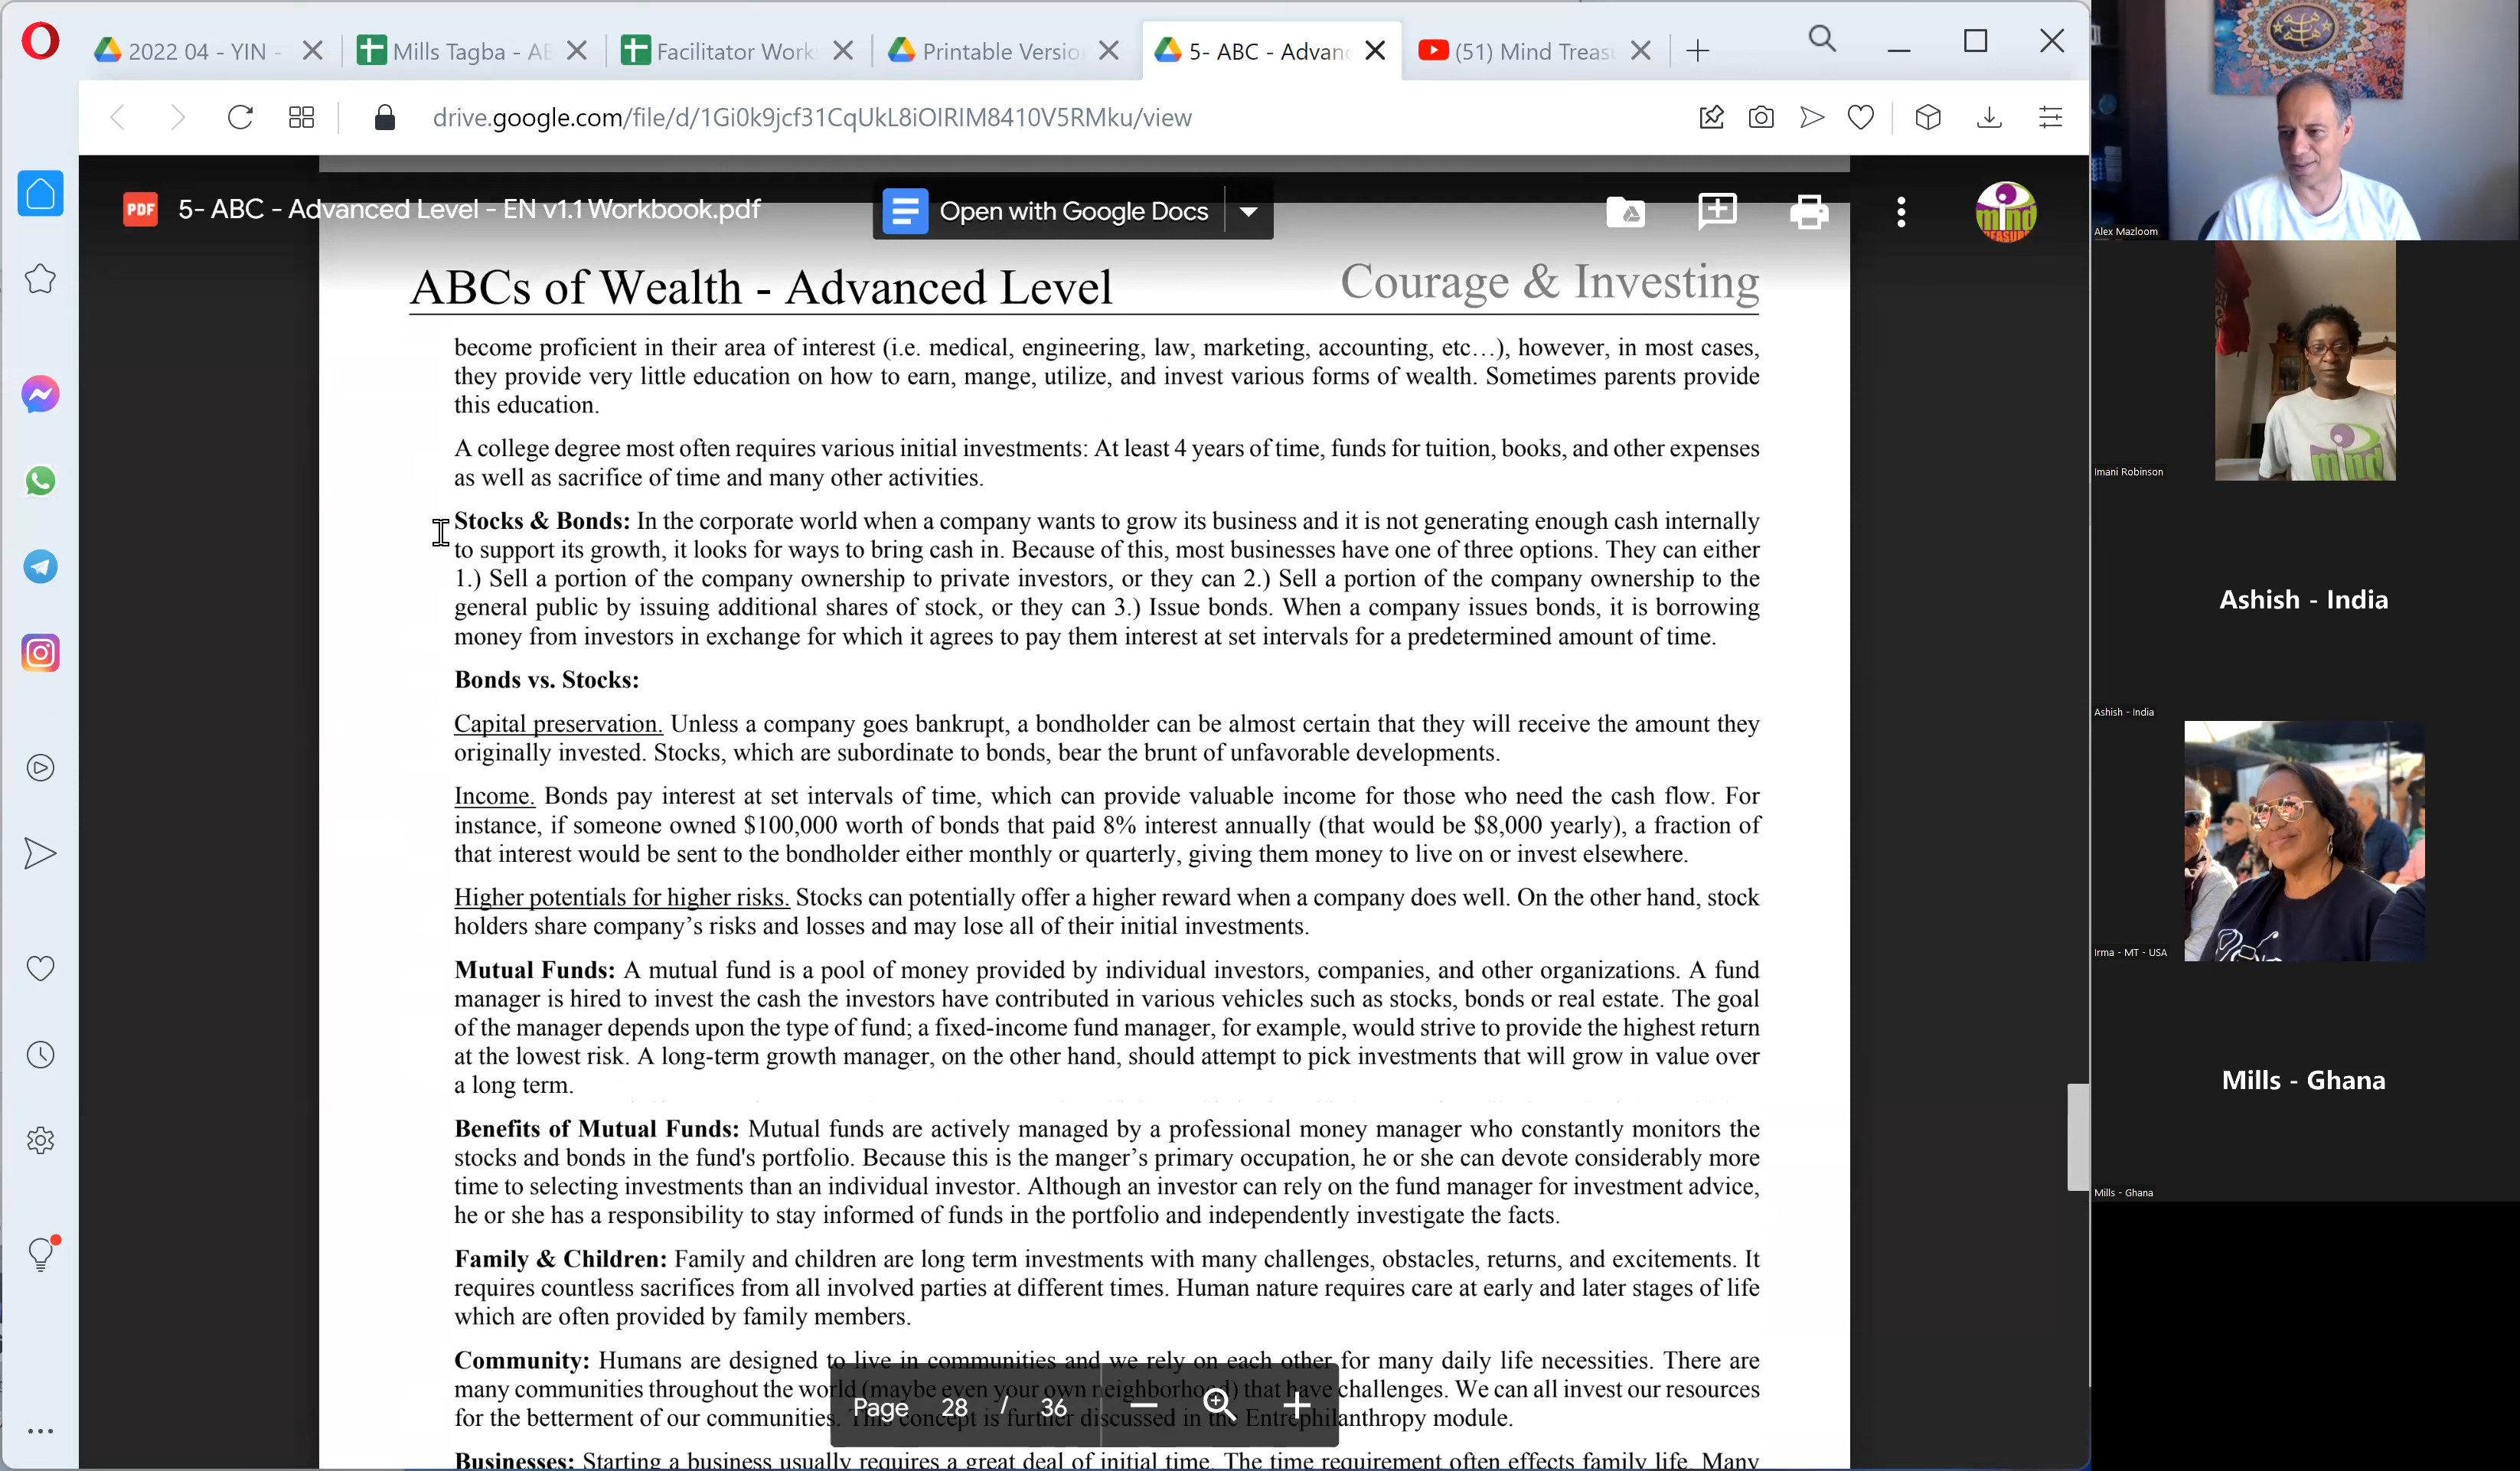 2022 04 - YIN -
Mills Tagba - AB
Facilitator Work
Printable Versio
5- ABC - Advanc
(51) Mind Treasu
drive.google.com/file/d/1Gi0k9jcf31CqUkL8iOIRIM8410V5RMku/view
PDF
5- ABC - Advanced Level - EN v1.1 Workbook.pdf
Open with Google Docs
mind
TREASURE
ABCs of Wealth - Advanced Level
Courage & Investing
become proficient in their area of interest (i.e. medical, engineering, law, marketing, accounting, etc…), however, in most cases,
they provide very little education on how to earn, mange, utilize, and invest various forms of wealth. Sometimes parents provide
this education.
A college degree most often requires various initial investments: At least 4 years of time, funds for tuition, books, and other expenses
as well as sacrifice of time and many other activities.
Stocks & Bonds: In the corporate world when a company wants to grow its business and it is not generating enough cash internally
to support its growth, it looks for ways to bring cash in. Because of this, most businesses have one of three options. They can either
1.) Sell a portion of the company ownership to private investors, or they can 2.) Sell a portion of the company ownership to the
general public by issuing additional shares of stock, or they can 3.) Issue bonds. When a company issues bonds, it is borrowing
money from investors in exchange for which it agrees to pay them interest at set intervals for a predetermined amount of time.
Bonds vs. Stocks:
Capital preservation. Unless a company goes bankrupt, a bondholder can be almost certain that they will receive the amount they
originally invested. Stocks, which are subordinate to bonds, bear the brunt of unfavorable developments.
Income. Bonds pay interest at set intervals of time, which can provide valuable income for those who need the cash flow. For
instance, if someone owned $100,000 worth of bonds that paid 8% interest annually (that would be $8,000 yearly), a fraction of
that interest would be sent to the bondholder either monthly or quarterly, giving them money to live on or invest elsewhere.
Higher potentials for higher risks. Stocks can potentially offer a higher reward when a company does well. On the other hand, stock
holders share company’s risks and losses and may lose all of their initial investments.
Mutual Funds: A mutual fund is a pool of money provided by individual investors, companies, and other organizations. A fund
manager is hired to invest the cash the investors have contributed in various vehicles such as stocks, bonds or real estate. The goal
of the manager depends upon the type of fund; a fixed-income fund manager, for example, would strive to provide the highest return
at the lowest risk. A long-term growth manager, on the other hand, should attempt to pick investments that will grow in value over
a long term.
Benefits of Mutual Funds: Mutual funds are actively managed by a professional money manager who constantly monitors the
stocks and bonds in the fund's portfolio. Because this is the manger’s primary occupation, he or she can devote considerably more
time to selecting investments than an individual investor. Although an investor can rely on the fund manager for investment advice,
he or she has a responsibility to stay informed of funds in the portfolio and independently investigate the facts.
Family & Children: Family and children are long term investments with many challenges, obstacles, returns, and excitements. It
requires countless sacrifices from all involved parties at different times. Human nature requires care at early and later stages of life
which are often provided by family members.
Community: Humans are designed to live in communities and we rely on each other for many daily life necessities. There are
many communities throughout the world (maybe even your own neighborhood) that have challenges. We can all invest our resources
for the betterment of our communities. This concept is further discussed in the Entrephilanthropy module.
Businesses: Starting a business usually requires a great deal of initial time. The time requirement often effects family life. Many
Page 28 / 36
Alex Mazloom
mind
Imani Robinson
Ashish - India
Ashish - India
Irma - MT - USA
Mills - Ghana
Mills - Ghana